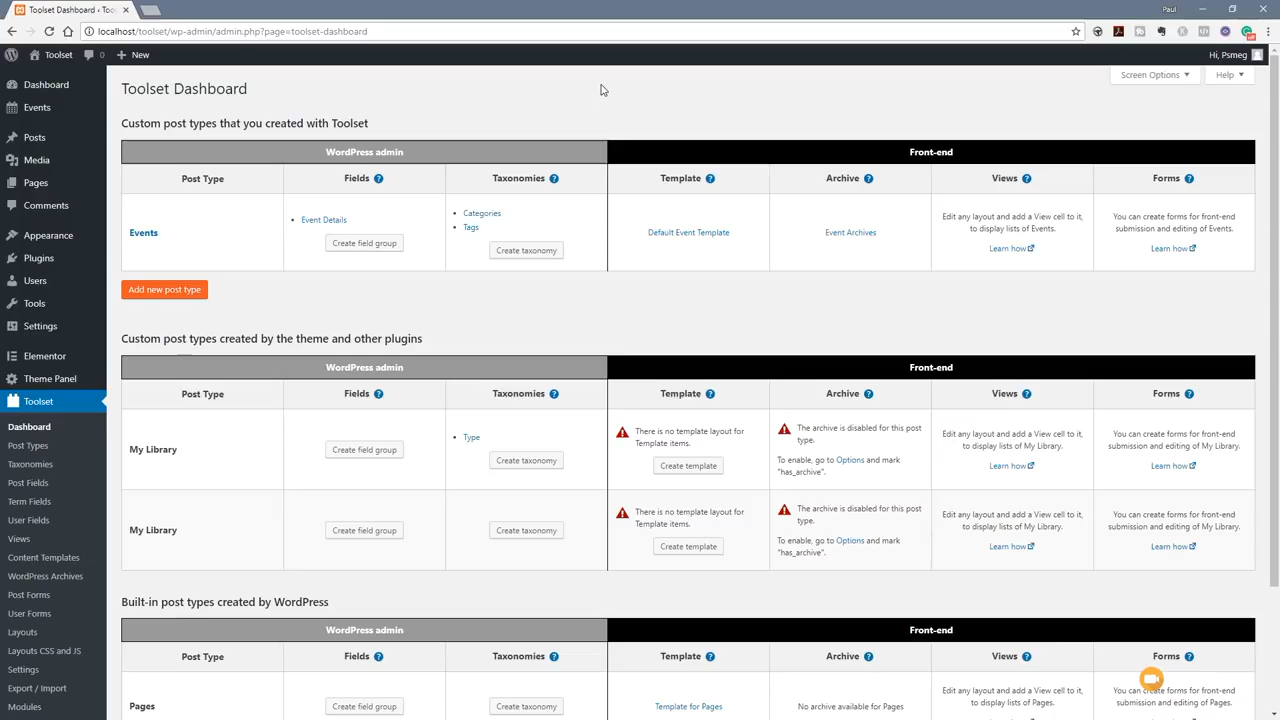 Toolset Dashboard ‹ Too
Paul
localhost/toolset/wp-admin/admin.php?page=toolset-dashboard
Toolset
0
New
Hi, Psmeg
Screen Options
Help
Dashboard
Events
Posts
Media
Pages
Comments
Appearance
Plugins
Users
Tools
Settings
Elementor
Theme Panel
Toolset
Dashboard
Post Types
Taxonomies
Post Fields
Term Fields
User Fields
Views
Content Templates
WordPress Archives
Post Forms
User Forms
Layouts
Layouts CSS and JS
Settings
Export / Import
Modules
Toolset Dashboard
Custom post types that you created with Toolset
WordPress admin
Front-end
Post Type
Fields ?
Taxonomies ?
Template ?
Archive ?
Views ?
Forms ?
Events
Event Details
Create field group
Categories
Tags
Create taxonomy
Default Event Template
Event Archives
Edit any layout and add a View cell to it,
to display lists of Events.
Learn how
You can create forms for front-end
submission and editing of Events.
Learn how
Add new post type
Custom post types created by the theme and other plugins
WordPress admin
Front-end
Post Type
Fields ?
Taxonomies ?
Template ?
Archive ?
Views ?
Forms ?
My Library
Create field group
Type
Create taxonomy
There is no template layout for
Template items.
Create template
The archive is disabled for this post
type.
To enable, go to Options and mark
"has_archive".
Edit any layout and add a View cell to it,
to display lists of My Library.
Learn how
You can create forms for front-end
submission and editing of My Library.
Learn how
My Library
Create field group
Create taxonomy
There is no template layout for
Template items.
Create template
The archive is disabled for this post
type.
To enable, go to Options and mark
"has_archive".
Edit any layout and add a View cell to it,
to display lists of My Library.
Learn how
You can create forms for front-end
submission and editing of My Library.
Learn how
Built-in post types created by WordPress
WordPress admin
Front-end
Post Type
Fields ?
Taxonomies ?
Template ?
Archive ?
Views ?
Forms ?
Pages
Create field group
Create taxonomy
Template for Pages
No archive available for Pages
Edit any layout and add a View cell to it,
to display lists of Pages.
You can create forms for front-end
submission and editing of Pages.